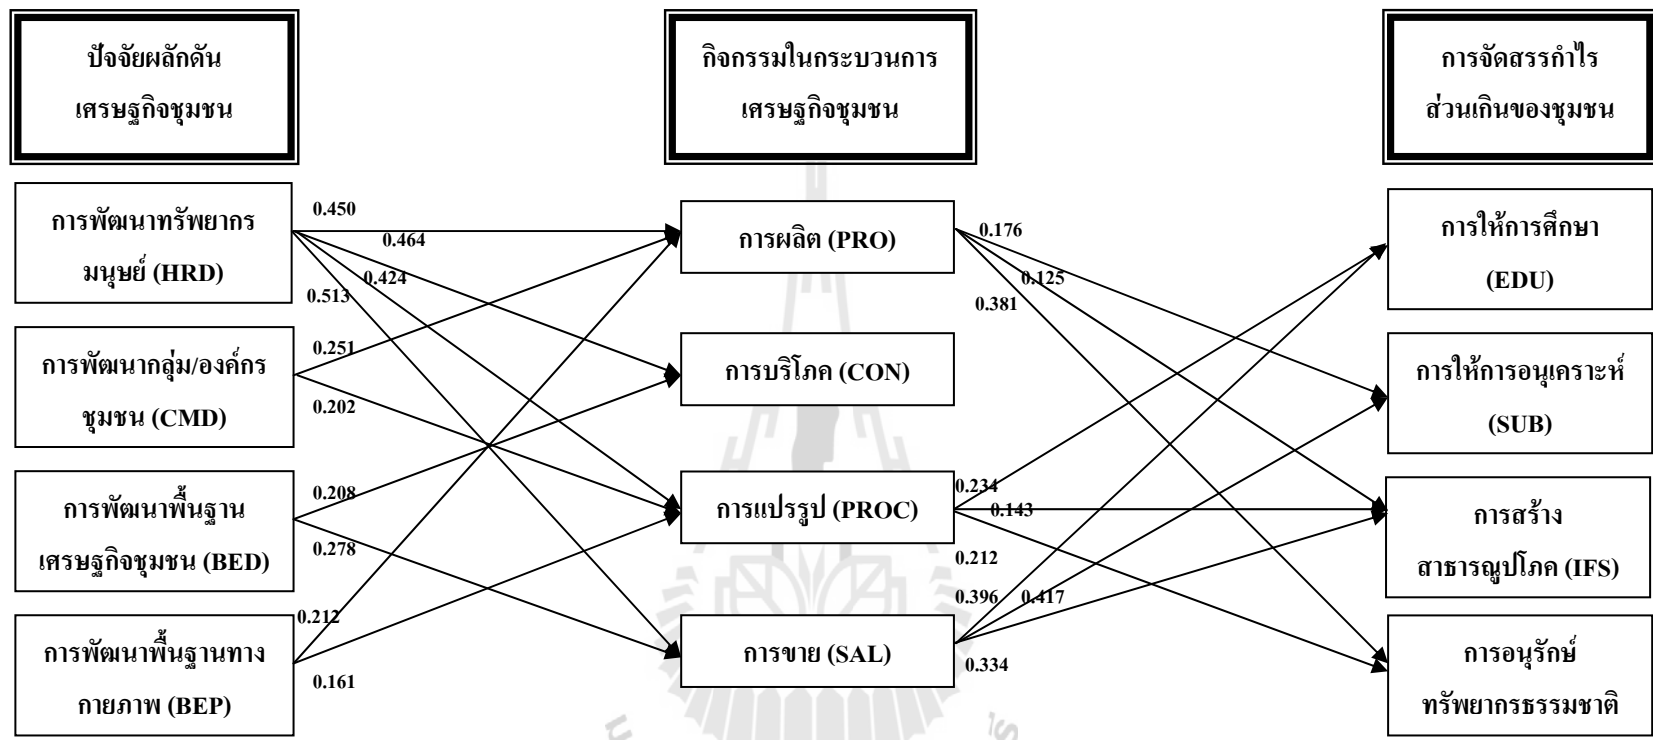 ปัจจัยผลักดัน
เศรษฐกิจชุมชน
กิจกรรมในกระบวนการ
เศรษฐกิจชุมชน
การจัดสรรกำไร
ส่วนเกินของชุมชน
การพัฒนาทรัพยากร
มนุษย์ (HRD)
การพัฒนากลุ่ม/องค์กร
ชุมชน (CMD)
การพัฒนาพื้นฐาน
เศรษฐกิจชุมชน (BED)
การพัฒนาพื้นฐานทาง
กายภาพ (BEP)
0.450
0.464
0.424
0.513
0.251
0.202
0.208
0.278
0.212
0.161
การผลิต (PRO)
การบริโภค (CON)
การแปรรูป (PROC)
การขาย (SAL)
0.176
0.125
0.381
0.234
0.143
0.212
0.396
0.417
0.334
การให้การศึกษา
(EDU)
การให้การอนุเคราะห์
(SUB)
การสร้าง
สาธารณูปโภค (IFS)
การอนุรักษ์
ทรัพยากรธรรมชาติ